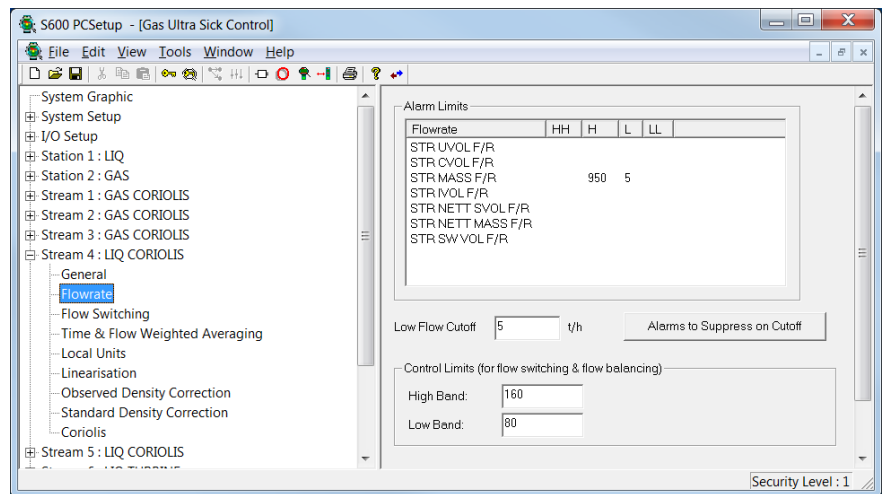 S600 PCSetup - [Gas Ultra Sick Control]
File Edit View Tools Window Help
System Graphic
System Setup
I/O Setup
Station 1 : LIQ
Station 2 : GAS
Stream 1 : GAS CORIOLIS
Stream 2 : GAS CORIOLIS
Stream 3 : GAS CORIOLIS
Stream 4 : LIQ CORIOLIS
General
Flowrate
Flow Switching
Time & Flow Weighted Averaging
Local Units
Linearisation
Observed Density Correction
Standard Density Correction
Coriolis
Stream 5 : LIQ CORIOLIS
Alarm Limits
Flowrate HH H L LL
STR UVOL F/R
STR CVOL F/R
STR MASS F/R 950 5
STR IVOL F/R
STR NETT SVOL F/R
STR NETT MASS F/R
STR SW VOL F/R
Low Flow Cutoff 5 t/h Alarms to Suppress on Cutoff
Control Limits (for flow switching & flow balancing)
High Band: 160
Low Band: 80
Security Level : 1